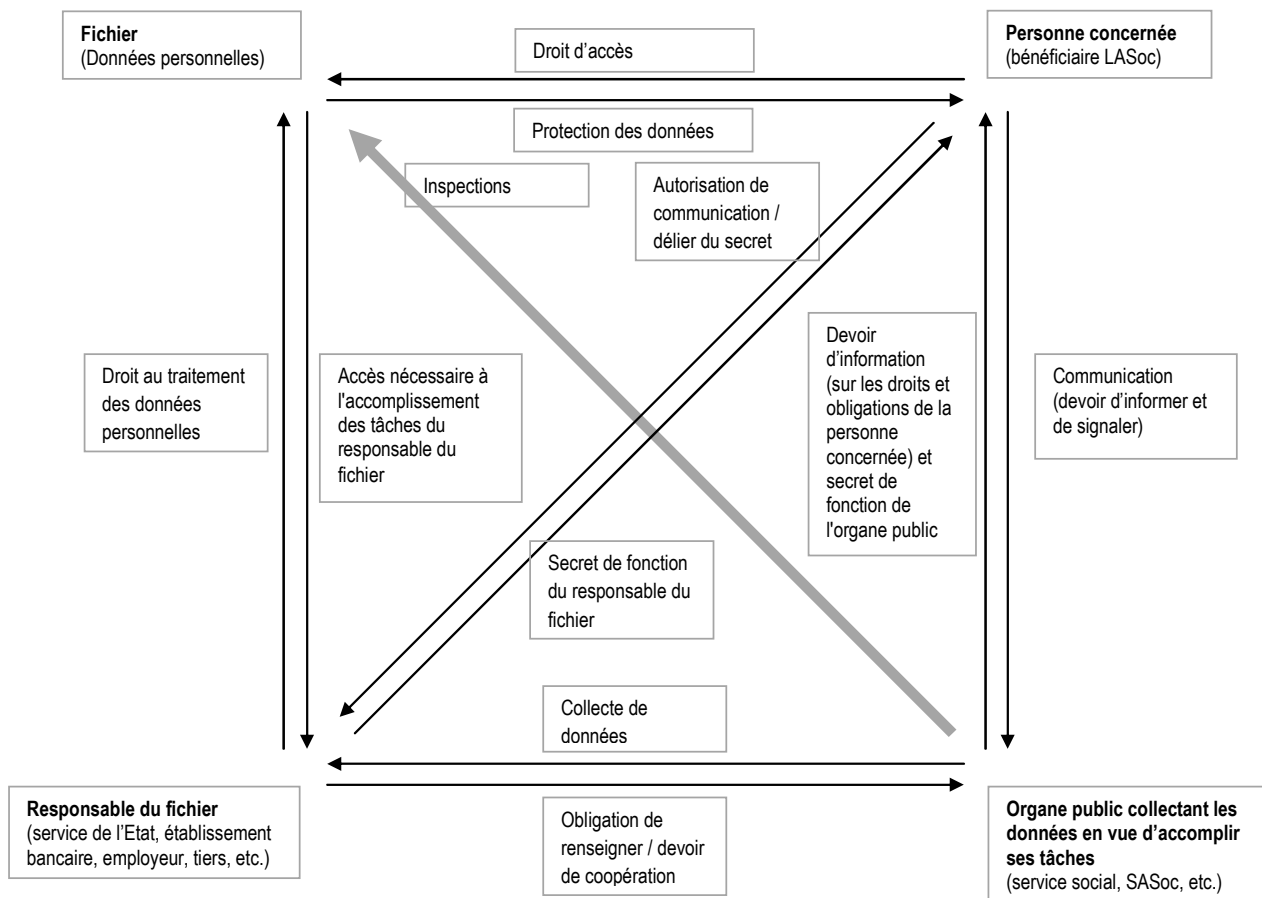 Fichier
(Données personnelles)
Droit d’accès
Personne concernée
(bénéficiaire LASoc)
Protection des données
Inspections
Autorisation de
communication /
délier du secret
Droit au traitement
des données
personnelles
Accès nécessaire à
l'accomplissement
des tâches du
responsable du
fichier
Devoir
d’information
(sur les droits et
obligations de la
personne
concernée) et
secret de
fonction de
l'organe public
Communication
(devoir d’informer et
de signaler)
Secret de fonction
du responsable du
fichier
Collecte de
données
Responsable du fichier
(service de l’Etat, établissement
bancaire, employeur, tiers, etc.)
Obligation de
renseigner / devoir
de coopération
Organe public collectant les
données en vue d’accomplir
ses tâches
(service social, SASoc, etc.)